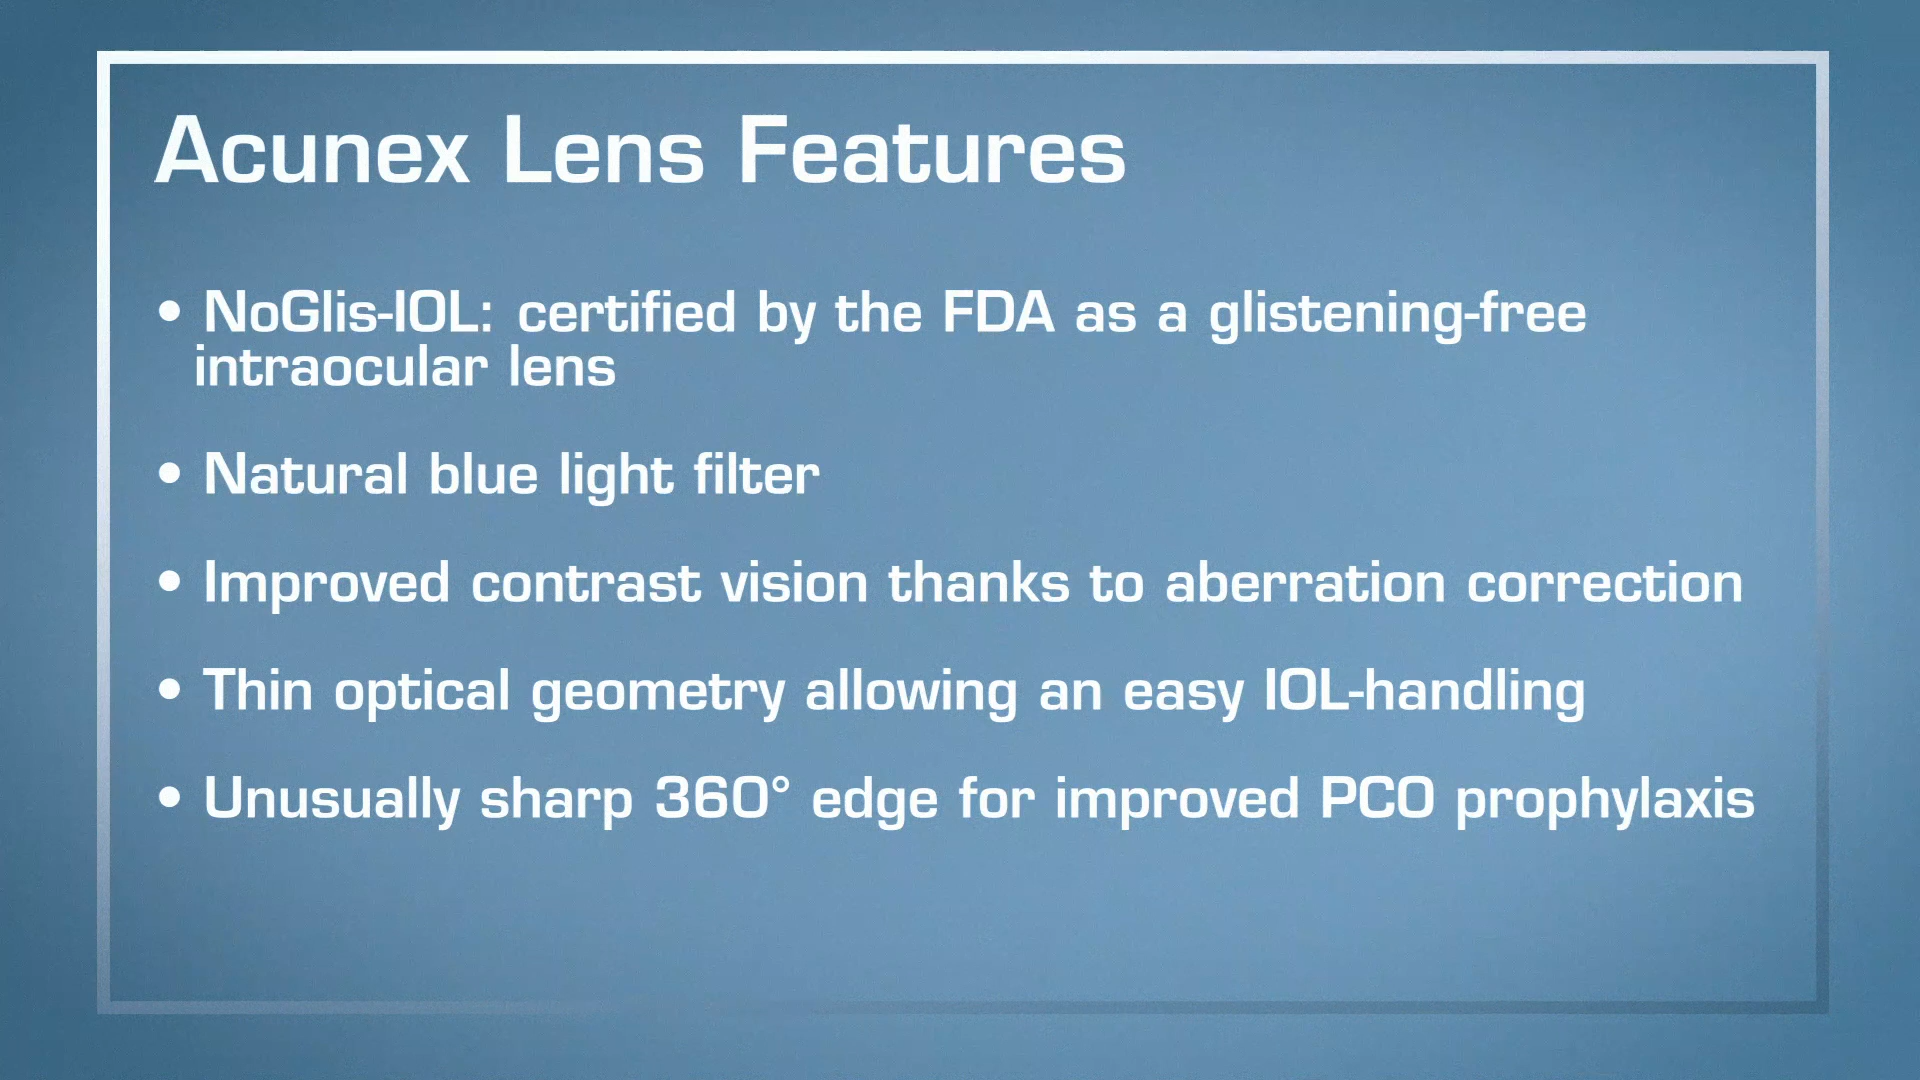 Acunex Lens Features
• NoGlis-IOL: certified by the FDA as a glistening-free
intraocular lens
• Natural blue light filter
• Improved contrast vision thanks to aberration correction
• Thin optical geometry allowing an easy IOL-handling
• Unusually sharp 360° edge for improved PCO prophylaxis